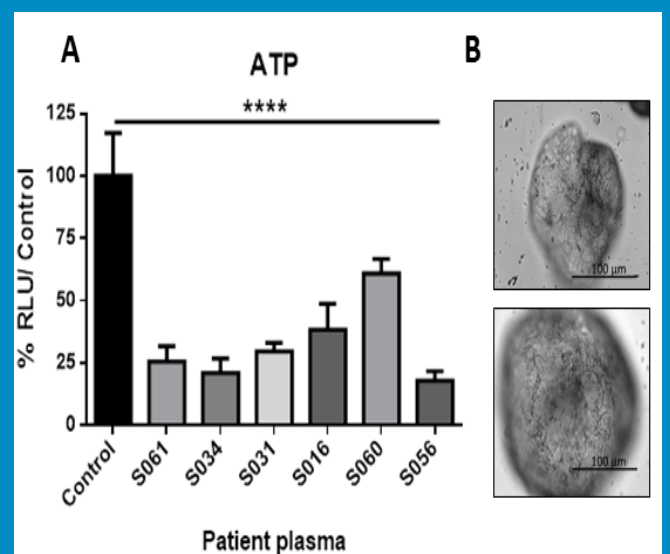 A
B
ATP
****
125
100
75
50
25
0
% RLU/ Control
Control
S061
S034
S031
S016
S060
S056
Patient plasma
100 µm
100 µm